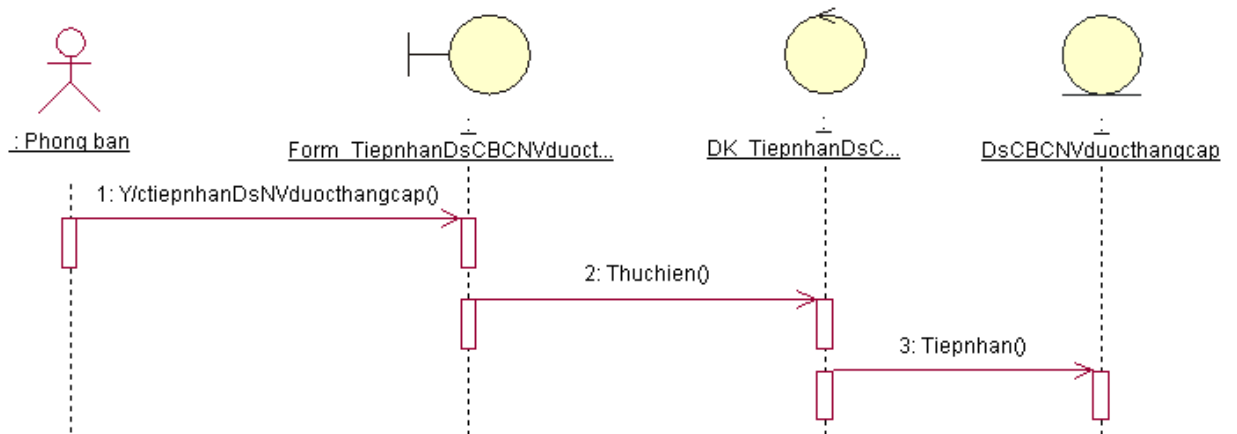 : Phong ban
:
Form_TiepnhanDsCBCNVduoct...
:
DK_TiepnhanDsC...
:
DsCBCNVduocthangcap
1: Y/ctiepnhanDsNVduocthangcap()
2: Thuchien()
3: Tiepnhan()